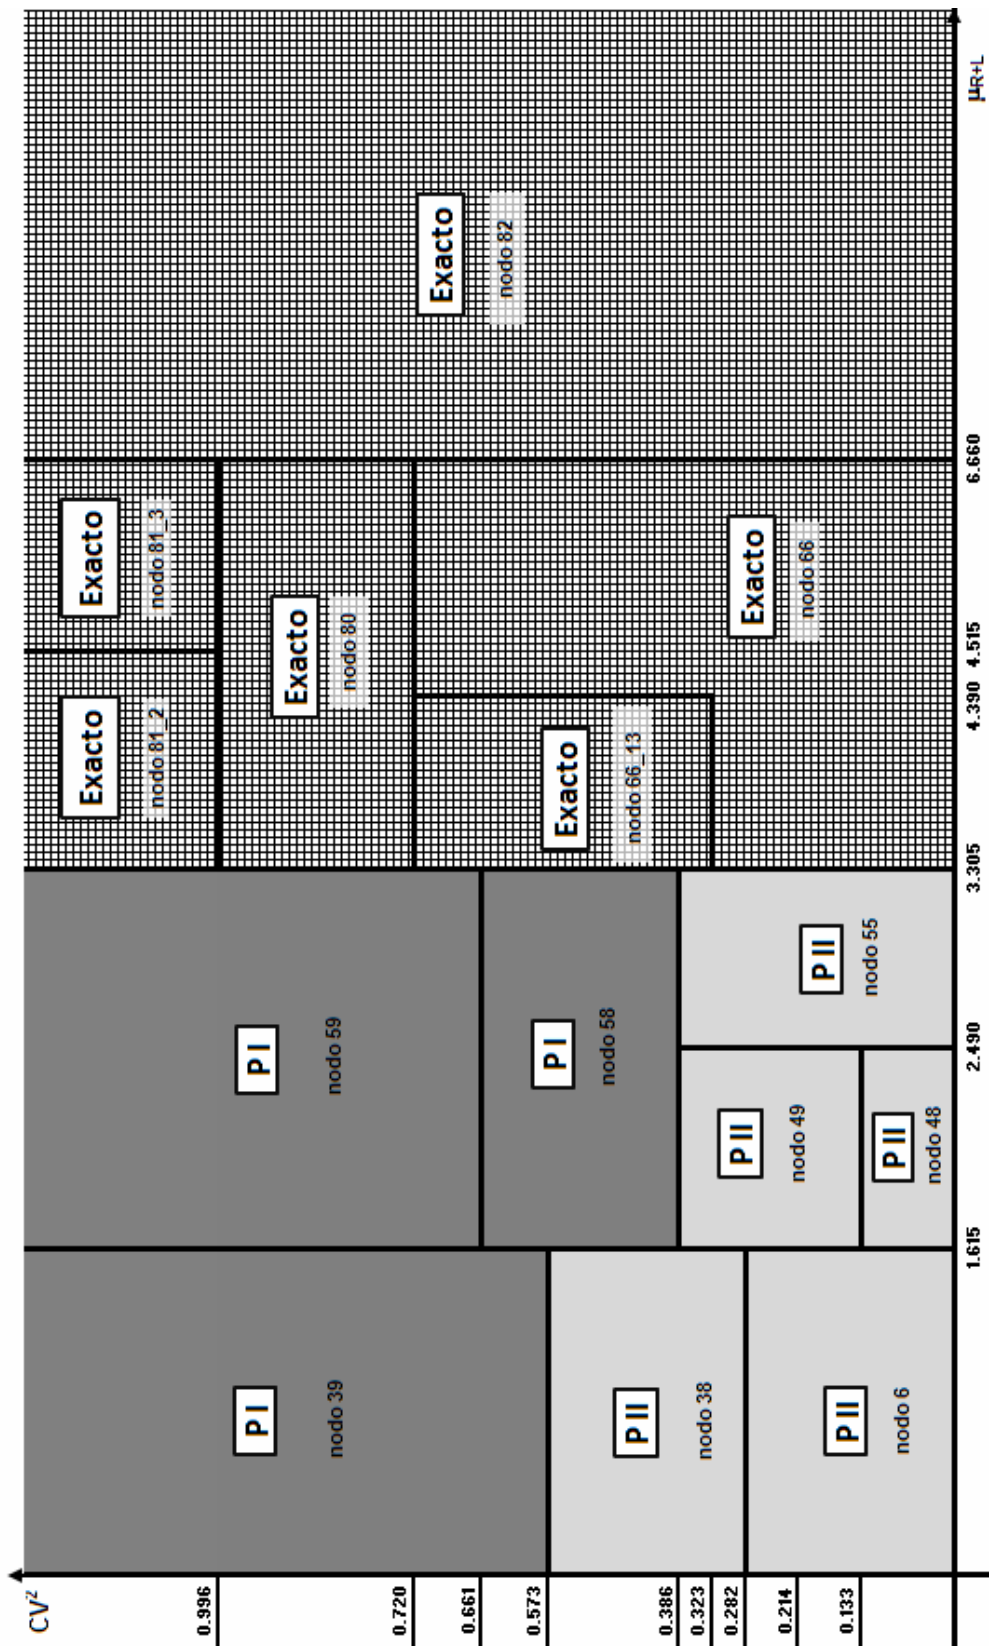 CV²
0.996
0.720
0.661
0.573
0.386
0.323
0.282
0.214
0.133
P I
nodo 39
P II
nodo 38
P II
nodo 6
P I
nodo 59
P I
nodo 58
P II
nodo 49
P II
nodo 48
P II
nodo 55
Exacto
nodo 81_2
Exacto
nodo 81_3
Exacto
nodo 80
Exacto
nodo 66_13
Exacto
nodo 66
Exacto
nodo 82
1.615
2.490
3.305
4.390
4.515
6.660
μR+L